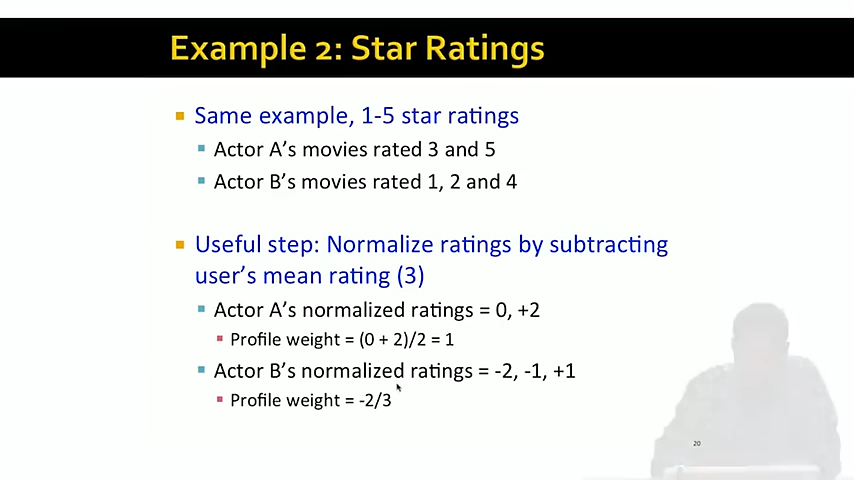 Example 2: Star Ratings
Same example, 1-5 star ratings
Actor A's movies rated 3 and 5
Actor B's movies rated 1, 2 and 4
Useful step: Normalize ratings by subtracting
user's mean rating (3)
Actor A's normalized ratings = 0, +2
Profile weight = (0 + 2)/2 = 1
Actor B's normalized ratings = -2, -1, +1
Profile weight = -2/3
20